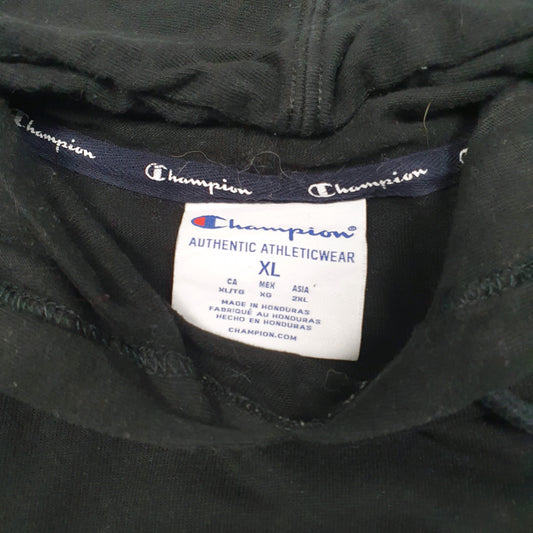 Champion Champion Champion C
Champion
AUTHENTIC ATHLETICWEAR
XL
CA MEX ASIA
XL/TG XG 2XL
MADE IN HONDURAS
FABRIQUÉ AU HONDURAS
HECHO EN HONDURAS
CHAMPION.COM